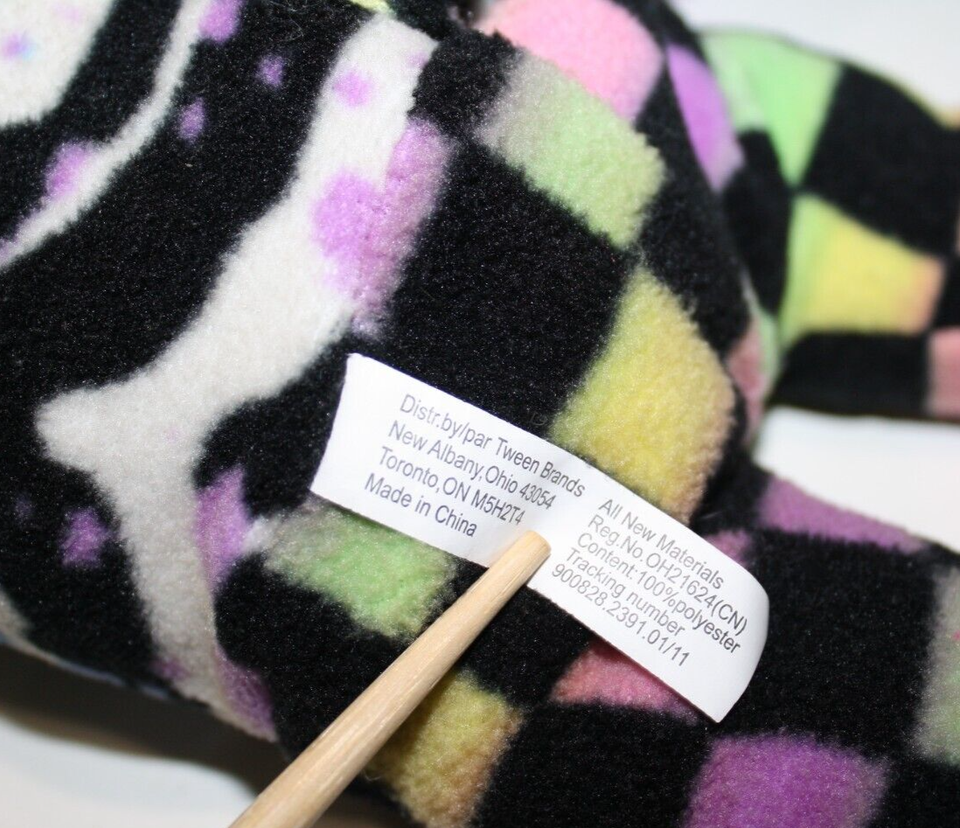 Distr.by/par Tween Brands
New Albany,Ohio 43054
Toronto,ON M5H2T4
Made in China
All New Materials
Reg.No.OH21624(CN)
Content:100%polyester
Tracking number
900828.2391.01/11